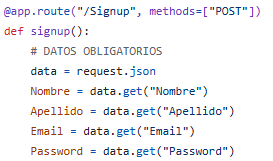 @app.route("/Signup", methods=["POST"])
def signup():
    # DATOS OBLIGATORIOS
    data = request.json
    Nombre = data.get("Nombre")
    Apellido = data.get("Apellido")
    Email = data.get("Email")
    Password = data.get("Password")